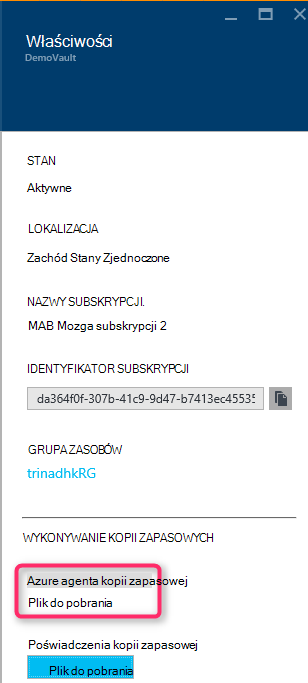 Właściwości
DemoVault
STAN
Aktywne
LOKALIZACJA
Zachód Stany Zjednoczone
NAZWY SUBSKRYPCJI.
MAB Mozga subskrypcji 2
IDENTYFIKATOR SUBSKRYPCJI
da364f0f-307b-41c9-9d47-b7413ec45535
GRUPA ZASOBÓW
trinadhkRG
WYKONYWANIE KOPII ZAPASOWYCH
Azure agenta kopii zapasowej
Plik do pobrania
Poświadczenia kopii zapasowej
Plik do pobrania